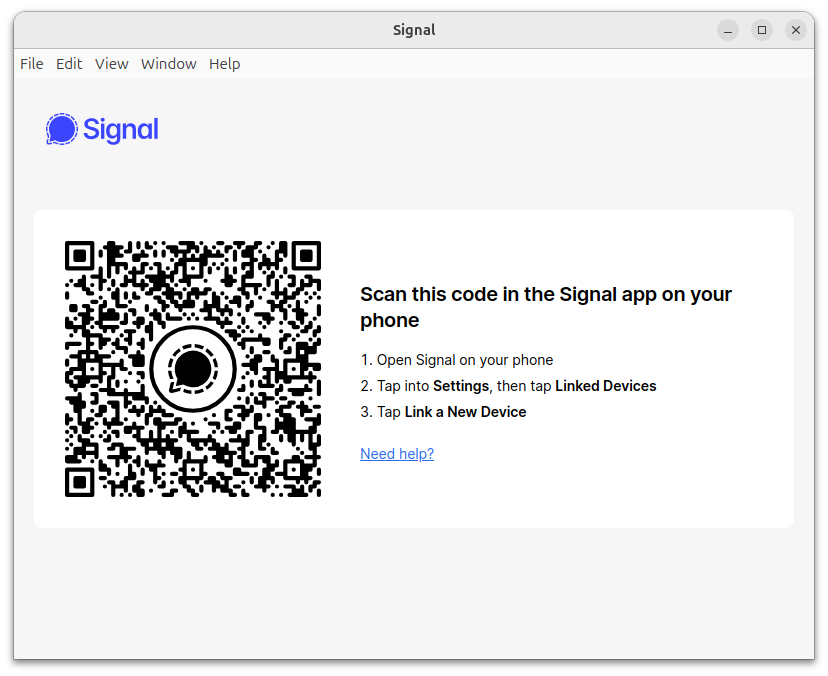 Signal
File Edit View Window Help
Signal
Scan this code in the Signal app on your
phone
1. Open Signal on your phone
2. Tap into Settings, then tap Linked Devices
3. Tap Link a New Device
Need help?